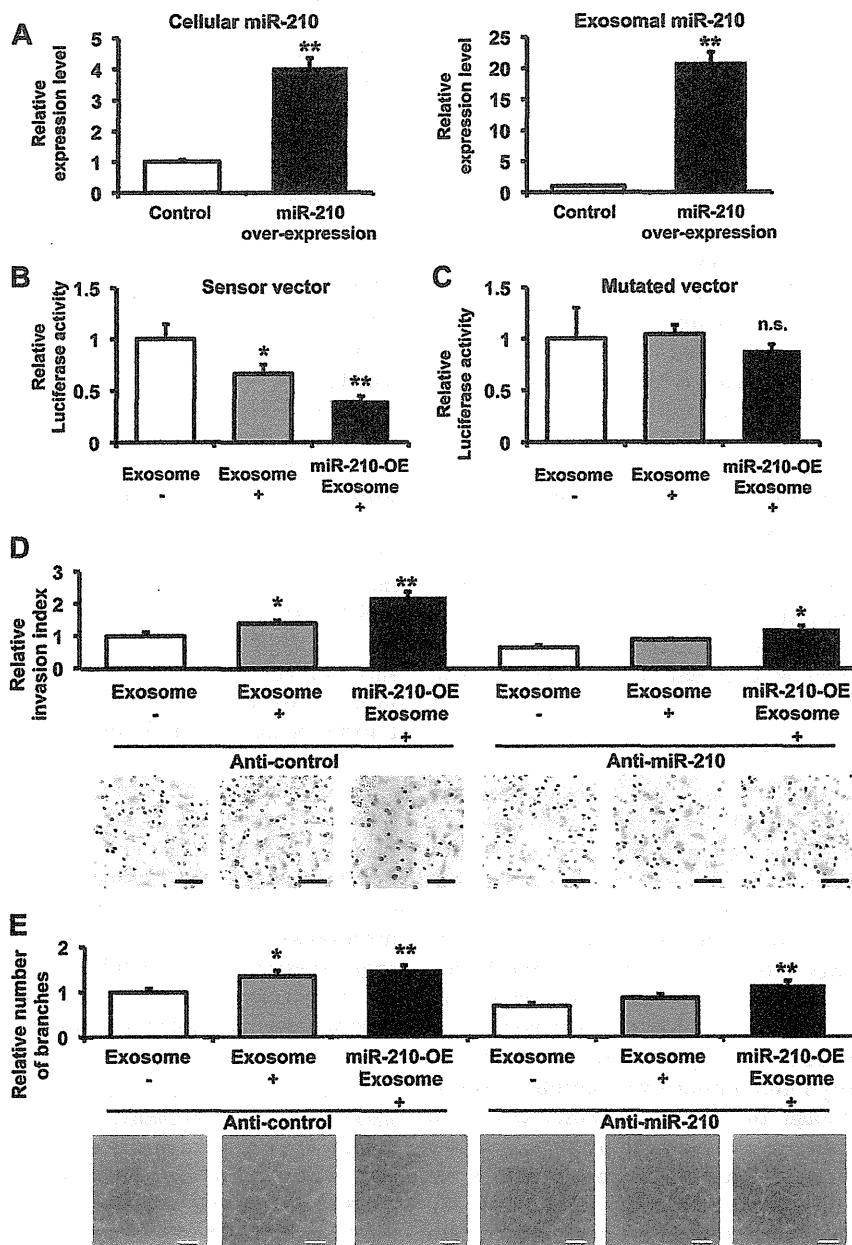 A
Cellular miR-210
Relative
expression level
5
4
3
2
1
0
**
Control
miR-210
over-expression
Exosomal miR-210
Relative
expression level
25
20
15
10
5
0
**
Control
miR-210
over-expression
B
Sensor vector
Relative
Luciferase activity
1.5
1
0.5
0
*
**
Exosome
-
Exosome
+
miR-210-OE
Exosome
+
C
Mutated vector
Relative
Luciferase activity
1.5
1
0.5
0
n.s.
Exosome
-
Exosome
+
miR-210-OE
Exosome
+
D
Relative
invasion index
3
2
1
0
*
**
*
Exosome
-
Exosome
+
miR-210-OE
Exosome
+
Exosome
-
Exosome
+
miR-210-OE
Exosome
+
Anti-control
Anti-miR-210
E
Relative number
of branches
2
1
0
*
**
**
Exosome
-
Exosome
+
miR-210-OE
Exosome
+
Exosome
-
Exosome
+
miR-210-OE
Exosome
+
Anti-control
Anti-miR-210